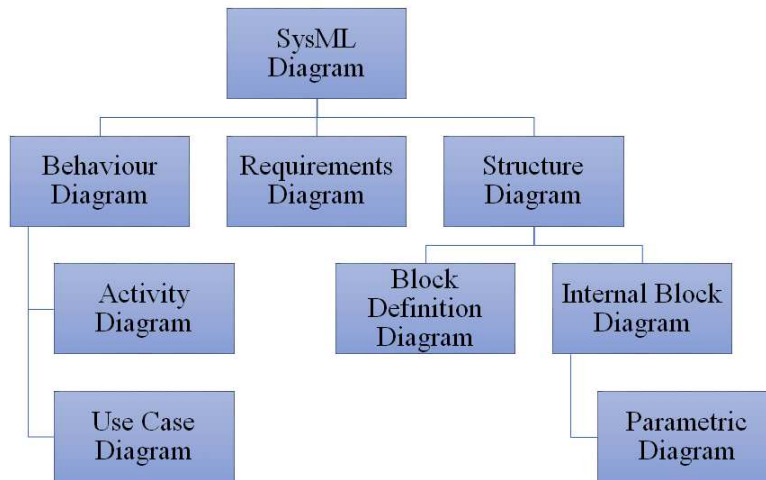 SysML
Diagram
Behaviour
Diagram
Requirements
Diagram
Structure
Diagram
Activity
Diagram
Block
Definition
Diagram
Internal Block
Diagram
Use Case
Diagram
Parametric
Diagram